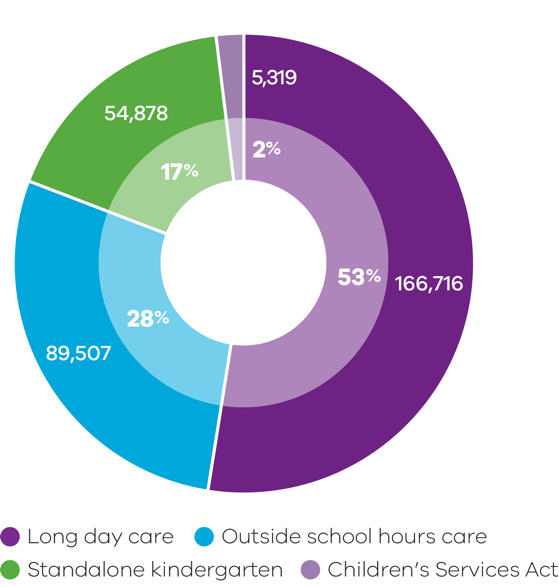 5,319
54,878
2%
17%
53%
166,716
28%
89,507
Long day care
Outside school hours care
Standalone kindergarten
Children's Services Act